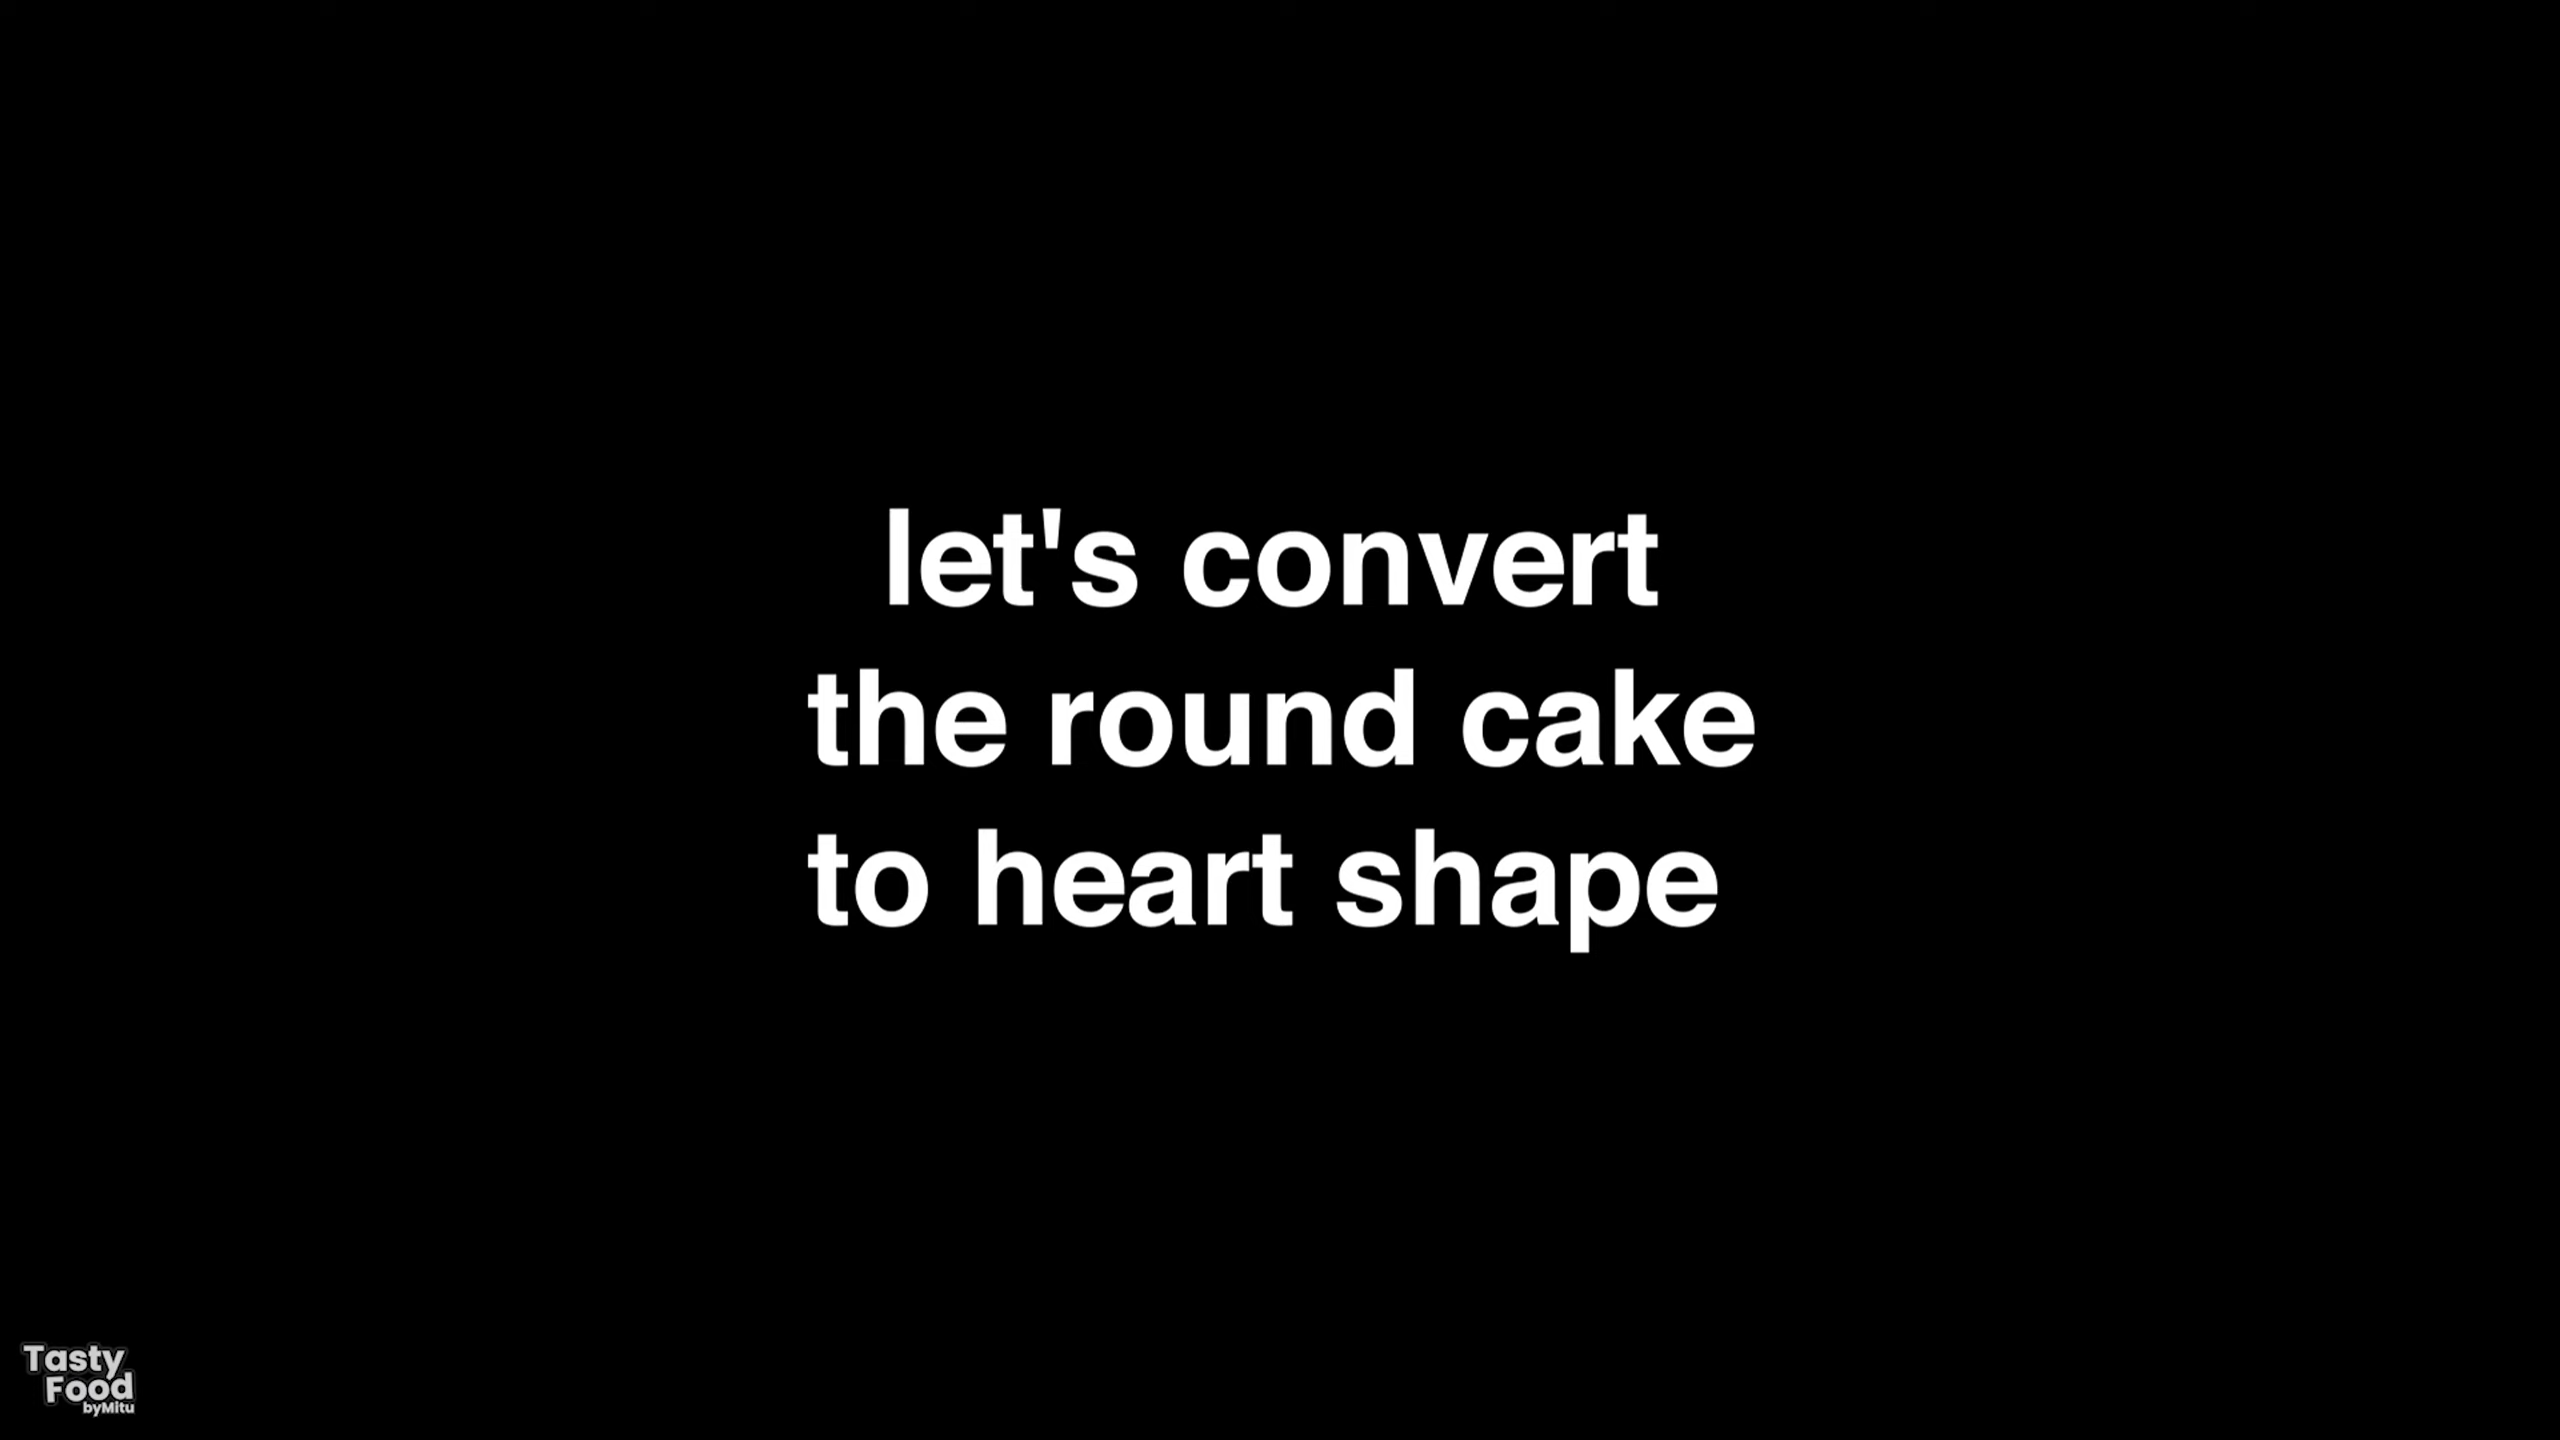 let's convert
the round cake
to heart shape
Tasty
Food
byMitu